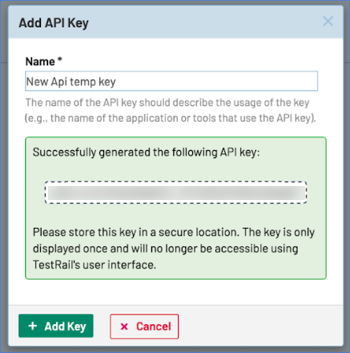 Add API Key
Name *
New Api temp key
The name of the API key should describe the usage of the key
(e.g., the name of the application or tools that use the API key).
Successfully generated the following API key:
Please store this key in a secure location. The key is only
displayed once and will no longer be accessible using
TestRail's user interface.
+ Add Key
× Cancel